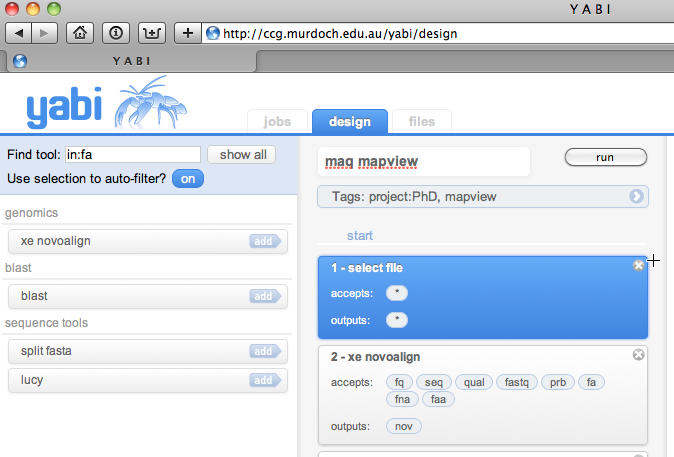 YABI
http://ccg.murdoch.edu.au/yabi/design
YABI
yabi
jobs
design
files
Find tool: in:fa
show all
Use selection to auto-filter? on
genomics
xe novoalign add
blast
blast add
sequence tools
split fasta add
lucy add
maq mapview
run
Tags: project:PhD, mapview
start
1 - select file
accepts: *
outputs: *
2 - xe novoalign
accepts: fq seq qual fastq prb fa
fna faa
outputs: nov